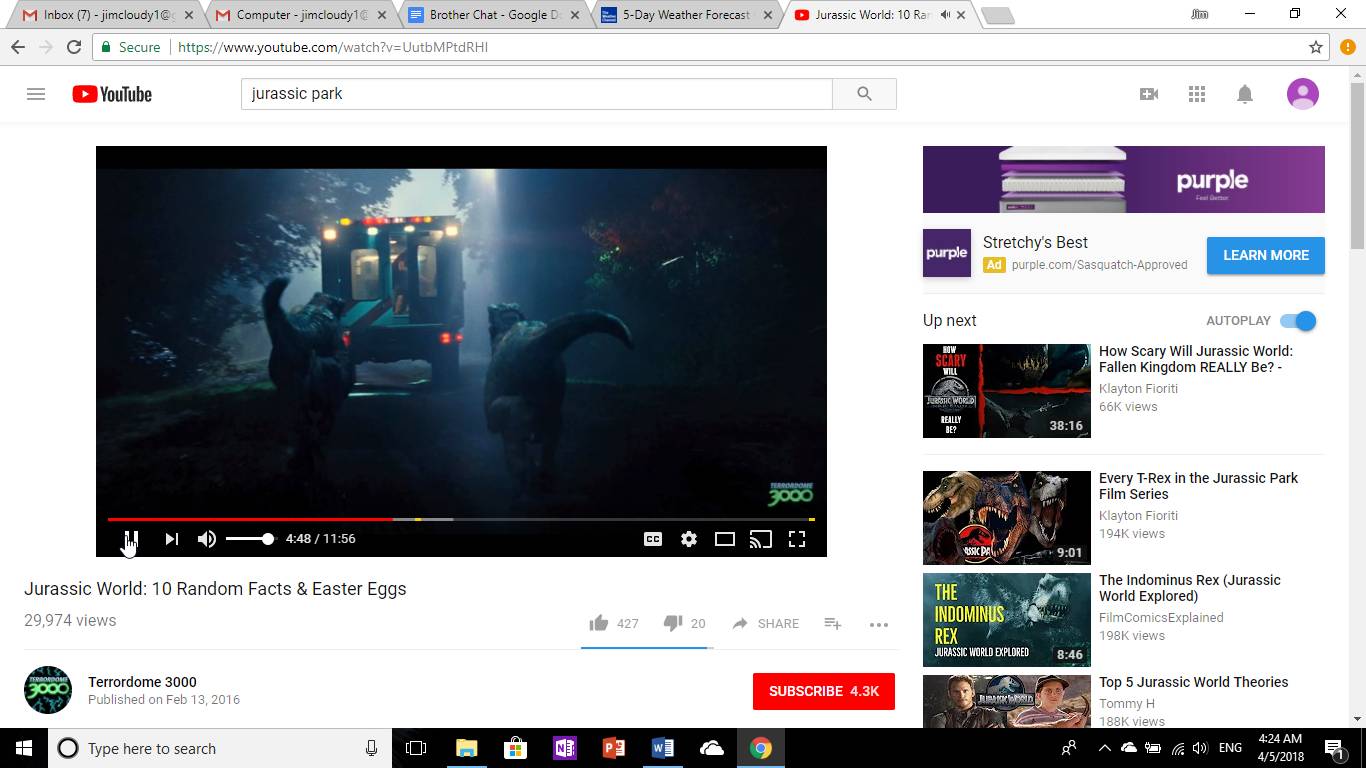 Inbox (7) - jimcloudy1@g
Computer - jimcloudy1@
Brother Chat - Google D
5-Day Weather Forecast
Jurassic World: 10 Ran
Jim
Secure
https://www.youtube.com/watch?v=UutbMPtdRHI
YouTube
jurassic park
TERRORDOME
3000
4:48 / 11:56
CC
Jurassic World: 10 Random Facts & Easter Eggs
29,974 views
427
20
SHARE
TERRORDOME
3000
Terrordome 3000
Published on Feb 13, 2016
SUBSCRIBE 4.3K
purple
Feel Better
purple
Stretchy's Best
Ad purple.com/Sasquatch-Approved
LEARN MORE
Up next
AUTOPLAY
HOW
SCARY
WILL
JURASSIC WORLD
REALLY
BE?
38:16
How Scary Will Jurassic World:
Fallen Kingdom REALLY Be? -
Klayton Fioriti
66K views
JURASSIC PA
9:01
Every T-Rex in the Jurassic Park
Film Series
Klayton Fioriti
194K views
THE
INDOMINUS
REX
JURASSIC WORLD EXPLORED
8:46
The Indominus Rex (Jurassic
World Explored)
FilmComicsExplained
198K views
JURASSIC WORLD
Top 5 Jurassic World Theories
Tommy H
188K views
Type here to search
ENG
4:24 AM
4/5/2018
1